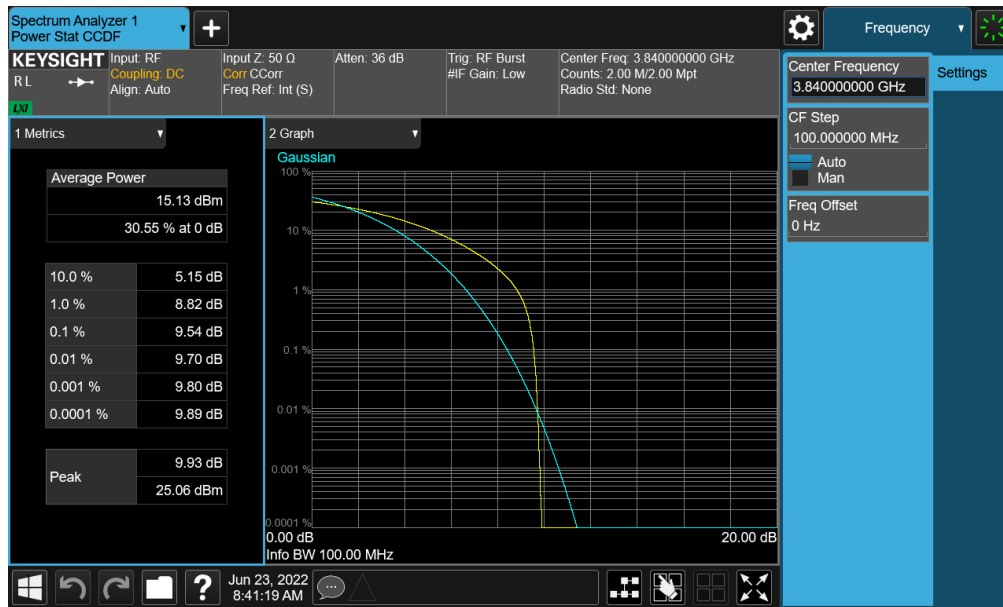 Spectrum Analyzer 1
Power Stat CCDF
Frequency
KEYSIGHT
R L
LXI
Input: RF
Coupling: DC
Align: Auto
Input Z: 50 Ω
Corr CCorr
Freq Ref: Int (S)
Atten: 36 dB
Trig: RF Burst
#IF Gain: Low
Center Freq: 3.840000000 GHz
Counts: 2.00 M/2.00 Mpt
Radio Std: None
Center Frequency
3.840000000 GHz
Settings
CF Step
100.000000 MHz
Auto
Man
Freq Offset
0 Hz
1 Metrics
Average Power
15.13 dBm
30.55 % at 0 dB
10.0 % 5.15 dB
1.0 % 8.82 dB
0.1 % 9.54 dB
0.01 % 9.70 dB
0.001 % 9.80 dB
0.0001 % 9.89 dB
Peak
9.93 dB
25.06 dBm
2 Graph
Gaussian
100 %
10 %
1 %
0.1 %
0.01 %
0.001 %
0.0001 %
0.00 dB
20.00 dB
Info BW 100.00 MHz
?
Jun 23, 2022
8:41:19 AM